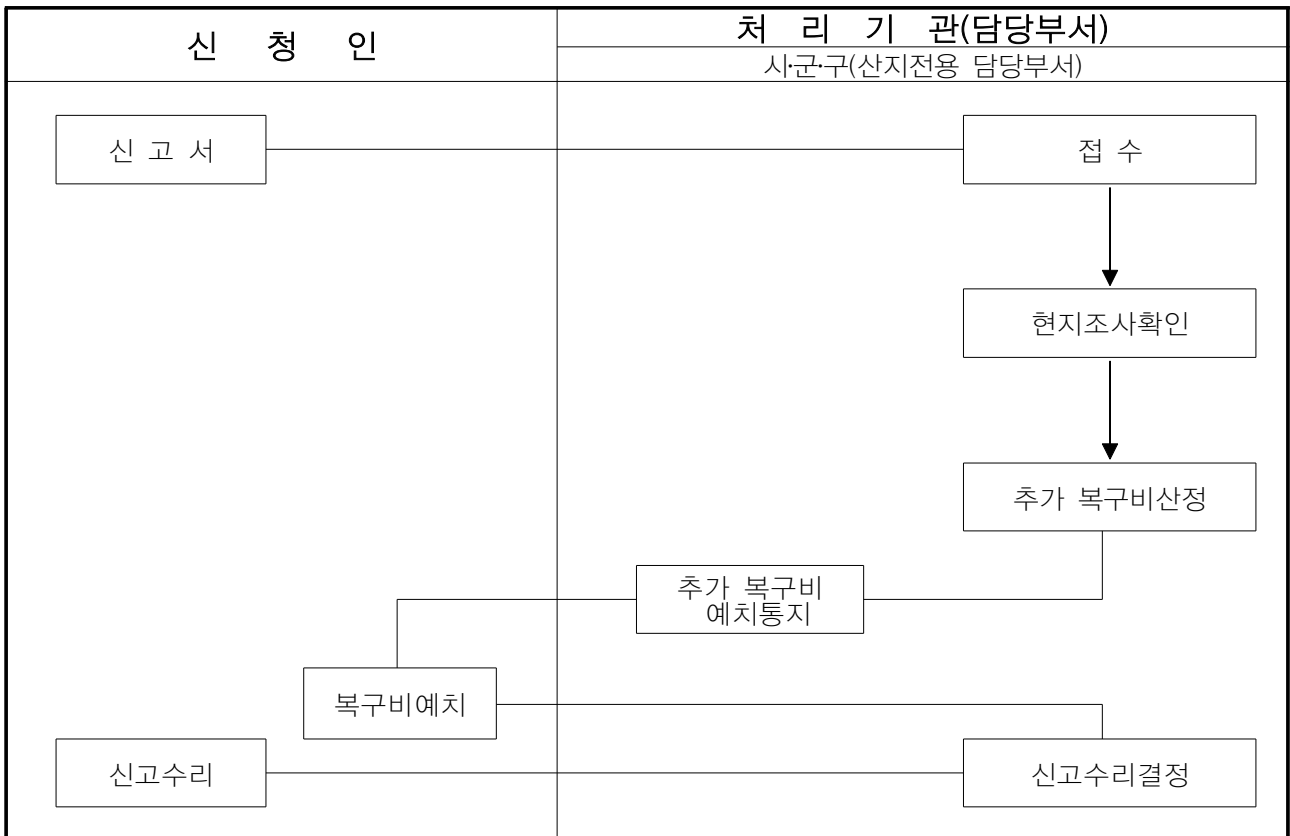 신 청 인
처 리 기 관(담당부서)
시·군·구(산지전용 담당부서)
신 고 서
접 수
현지조사확인
추가 복구비산정
추가 복구비
예치통지
복구비예치
신고수리
신고수리결정